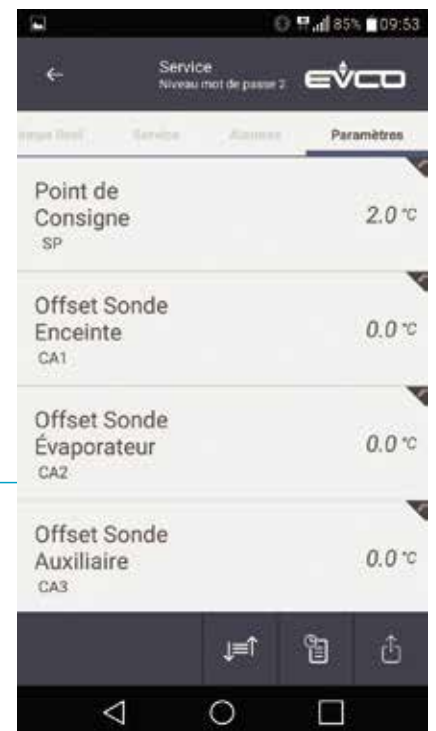 85% 09:53
Service
Niveau mot de passe 2
EVCO
Service Alarmes Paramètres
Point de
Consigne
SP
2.0 °C
Offset Sonde
Enceinte
CA1
0.0 °C
Offset Sonde
Évaporateur
CA2
0.0 °C
Offset Sonde
Auxiliaire
CA3
0.0 °C